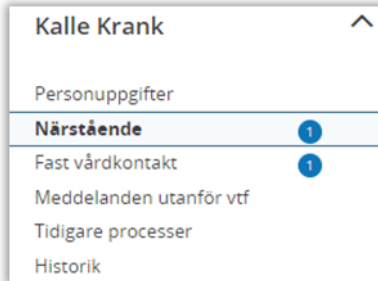 Kalle Krank
Personuppgifter
Närstående 1
Fast vårdkontakt 1
Meddelanden utanför vtf
Tidigare processer
Historik